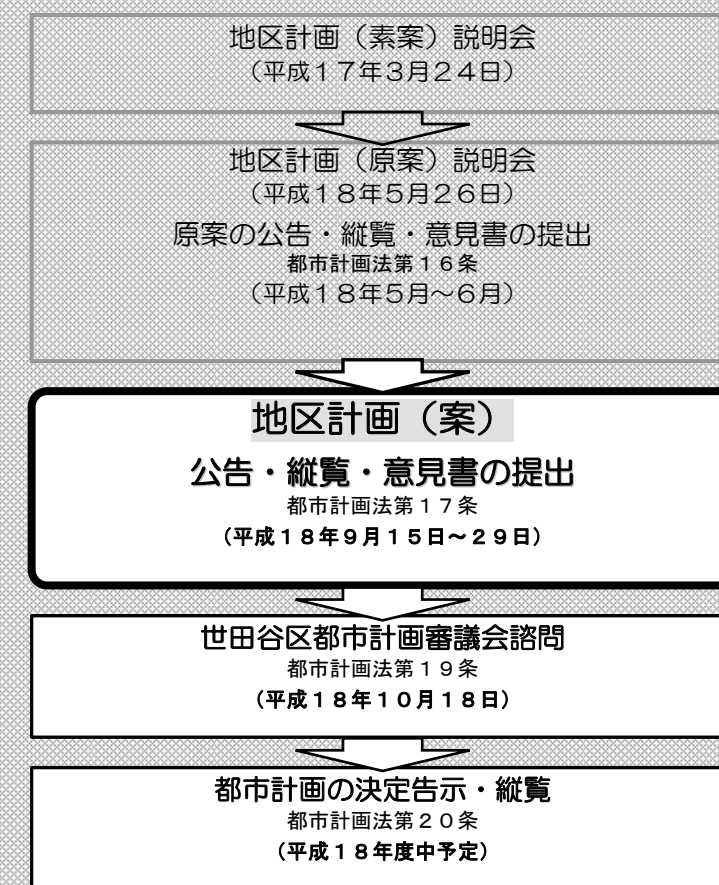 地区計画（素案）説明会
（平成１７年３月２４日）
地区計画（原案）説明会
（平成１８年５月２６日）
原案の公告・縦覧・意見書の提出
都市計画法第１６条
（平成１８年５月～６月）
地区計画（案）
公告・縦覧・意見書の提出
都市計画法第１７条
（平成１８年９月１５日～２９日）
世田谷区都市計画審議会諮問
都市計画法第１９条
（平成１８年１０月１８日）
都市計画の決定告示・縦覧
都市計画法第２０条
（平成１８年度中予定）